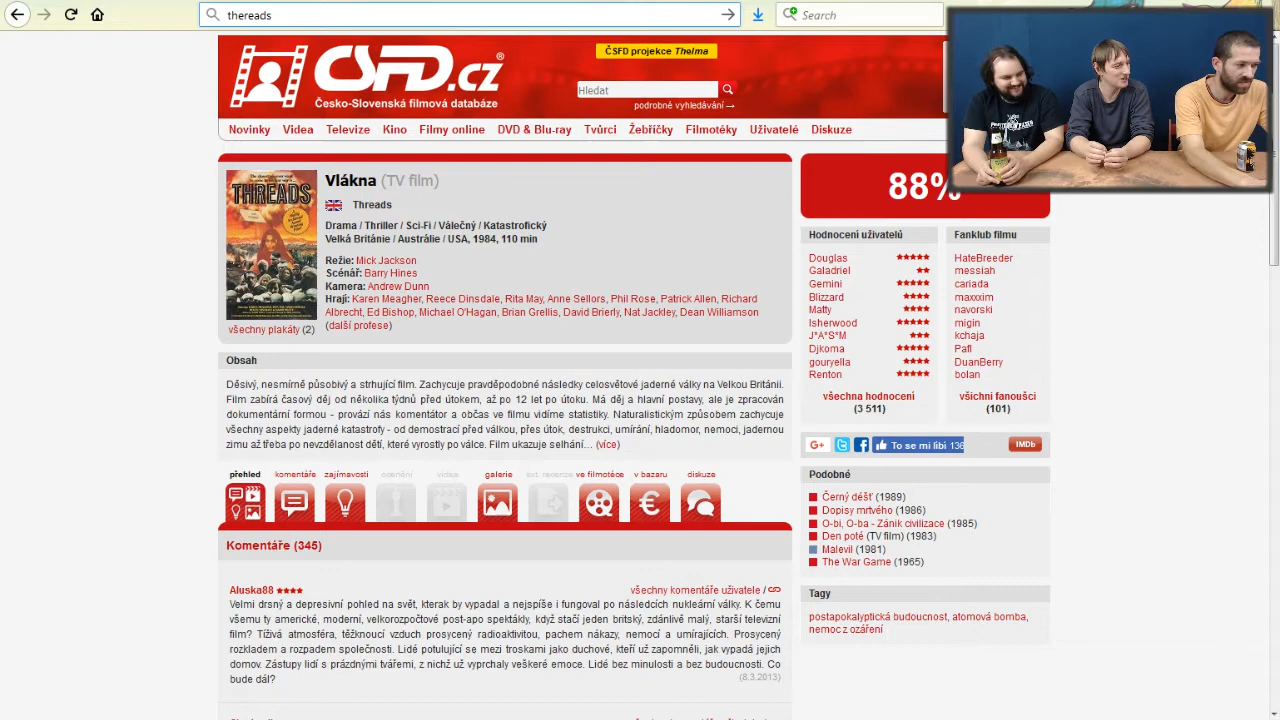 thereads
Search
ČSFD projekce Thelma
ČSFD.cz®
Česko-Slovenská filmová databáze
Hledat
podrobné vyhledávání→
Novinky Videa Televize Kino Filmy online DVD & Blu-ray Tvůrci Žebříčky Filmotéky Uživatelé Diskuze
THREADS
Vlákna (TV film)
Threads
Drama / Thriller / Sci-Fi / Válečný / Katastrofický
Velká Británie / Austrálie / USA, 1984, 110 min
Režie: Mick Jackson
Scénář: Barry Hines
Kamera: Andrew Dunn
Hrají: Karen Meagher, Reece Dinsdale, Rita May, Anne Sellors, Phil Rose, Patrick Allen, Richard
Albrecht, Ed Bishop, Michael O'Hagan, Brian Grellis, David Brierly, Nat Jackley, Dean Williamson
(další profese)
všechny plakáty (2)
Obsah
Děsivý, nesmírně působivý a strhující film. Zachycuje pravděpodobné následky celosvětové jaderné války na Velkou Británii.
Film zabírá časový děj od několika týdnů před útokem, až po 12 let po útoku. Má děj a hlavní postavy, ale je zpracován
dokumentární formou - provází nás komentátor a občas ve filmu vidíme statistiky. Naturalistickým způsobem zachycuje
všechny aspekty jaderné katastrofy - od demostrací před válkou, přes útok, destrukci, umírání, hladomor, nemoci, jadernou
zimu až třeba po nevzdělanost dětí, které vyrostly po válce. Film ukazuje selhání... (více)
přehled komentáře zajímavosti ocenění videa galerie ext. recenze ve filmotéce v bazaru diskuze
Komentáře (345)
Aluska88 ★★★★
všechny komentáře uživatele /
Velmi drsný a depresivní pohled na svět, kterak by vypadal a nejspíše i fungoval po následcích nukleární války. K čemu
všemu ty americké, moderní, velkorozpočtové post-apo spektákly, když stačí jeden britský, zdánlivě malý, starší televizní
film? Tíživá atmosféra, těžknoucí vzduch prosycený radioaktivitou, pachem nákazy, nemocí a umírajících. Prosycený
rozkladem a rozpadem společnosti. Lidé potulující se mezi troskami jako duchové, kteří už zapomněli, jak vypadá jejich
domov. Zástupy lidí s prázdnými tvářemi, z nichž už vyprchaly veškeré emoce. Lidé bez minulosti a bez budoucnosti. Co
bude dál?
(8.3.2013)
88%
Hodnocení uživatelů
Douglas ★★★★★
Galadriel ★★
Gemini ★★★★★
Blizzard ★★★★
Matty ★★★★
Isherwood ★★★★★
J*A*S*M ★★★
Djkoma ★★★★★
gouryella ★★★★
Renton ★★★★★
všechna hodnocení
(3 511)
Fanklub filmu
HateBreeder
messiah
cariada
maxxxim
navorski
migin
kchaja
Pafl
DuanBerry
bolan
všichni fanoušci
(101)
G+ To se mi líbí 136 IMDb
Podobné
Černý déšť (1989)
Dopisy mrtvého (1986)
O-bi, O-ba - Zánik civilizace (1985)
Den poté (TV film) (1983)
Malevil (1981)
The War Game (1965)
Tagy
postapokalyptická budoucnost, atomová bomba,
nemoc z ozáření